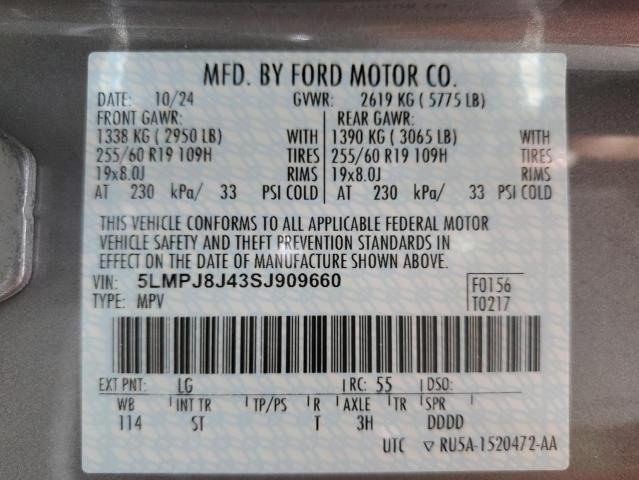 MFD. BY FORD MOTOR CO.
DATE: 10/24 GVWR: 2619 KG ( 5775 LB)
FRONT GAWR: REAR GAWR:
1338 KG ( 2950 LB) WITH 1390 KG ( 3065 LB) WITH
255/60 R19 109H TIRES 255/60 R19 109H TIRES
19x8.0J RIMS 19x8.0J RIMS
AT 230 kPa/ 33 PSI COLD AT 230 kPa/ 33 PSI COLD
THIS VEHICLE CONFORMS TO ALL APPLICABLE FEDERAL MOTOR
VEHICLE SAFETY AND THEFT PREVENTION STANDARDS IN
EFFECT ON THE DATE OF MANUFACTURE SHOWN ABOVE.
VIN: 5LMPJ8J43SJ909660 F0156
TYPE: MPV T0217
EXT PNT: LG RC: 55 DSO:
WB INT TR TP/PS R AXLE TR SPR
114 ST T 3H DDDD
UTC ▽ RU5A-1520472-AA